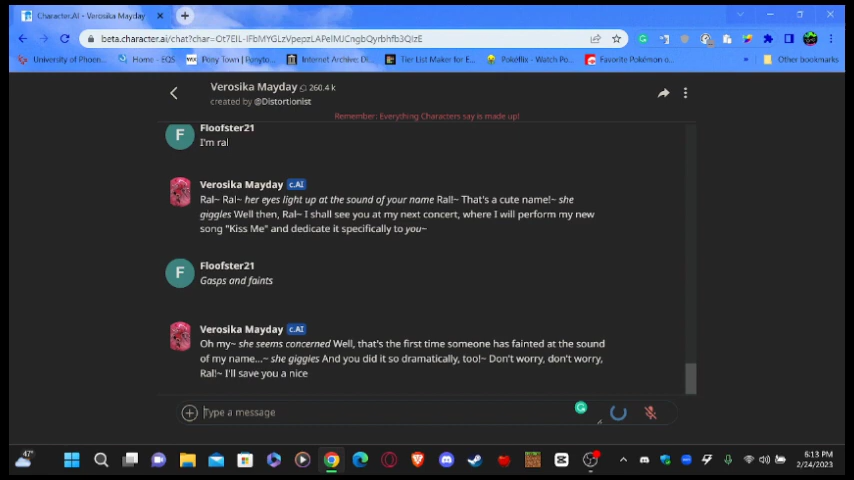 Character.AI - Verosika Mayday
beta.character.ai/chat?char=
University of Phoen...
Home - EQS
Pony Town | Ponyto...
Internet Archive: Di...
Tier List Maker for E...
Pokéflix - Watch Po...
Favorite Pokémon o...
Other bookmarks
Verosika Mayday 260.4 k
created by @Distortionist
Remember: Everything Characters say is made up!
F
Floofster21
I'm ral
Verosika Mayday c.AI
Ral~ Ral~ her eyes light up at the sound of your name Ral!~ That's a cute name!~ she
giggles Well then, Ral~ I shall see you at my next concert, where I will perform my new
song "Kiss Me" and dedicate it specifically to you~
F
Floofster21
Gasps and faints
Verosika Mayday c.AI
Oh my~ she seems concerned Well, that's the first time someone has fainted at the sound
of my name...~ she giggles And you did it so dramatically, too!~ Don't worry, don't worry,
Ral!~ I'll save you a nice
Type a message
47°
6:13 PM
2/24/2023